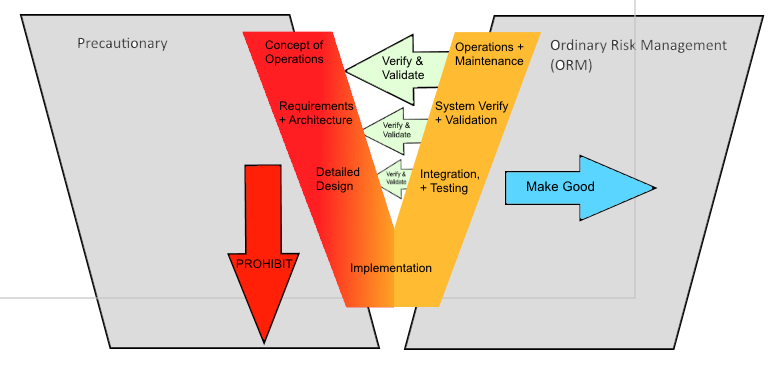 Precautionary
Concept of
Operations
Requirements
+ Architecture
Detailed
Design
PROHIBIT
Implementation
Verify &
Validate
Verify &
Validate
Verify &
Validate
Operations +
Maintenance
System Verify
+ Validation
Integration,
+ Testing
Ordinary Risk Management
(ORM)
Make Good